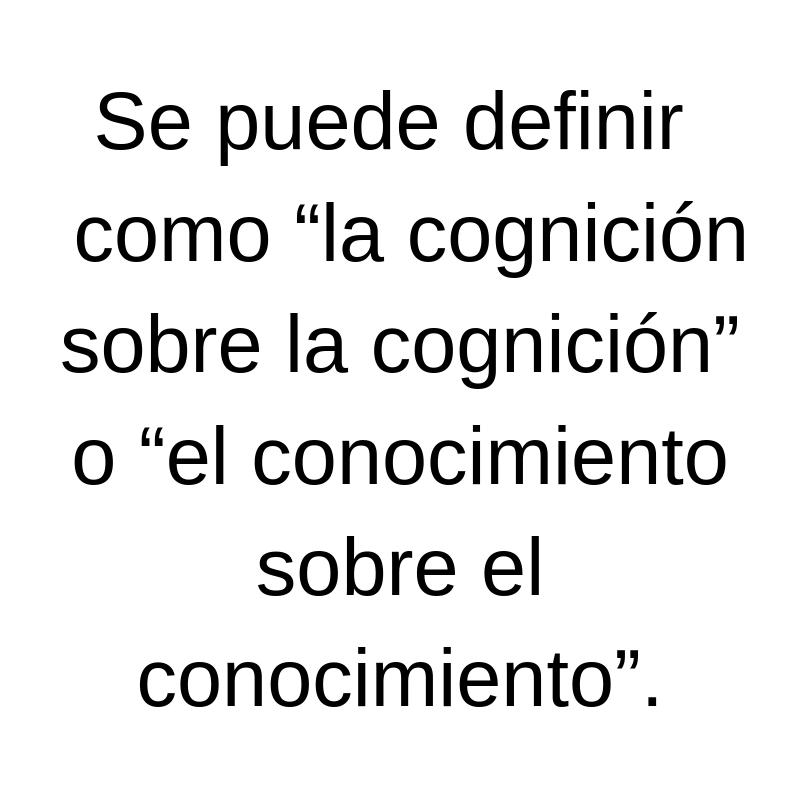 Se puede definir
como “la cognición
sobre la cognición”
o “el conocimiento
sobre el
conocimiento”.